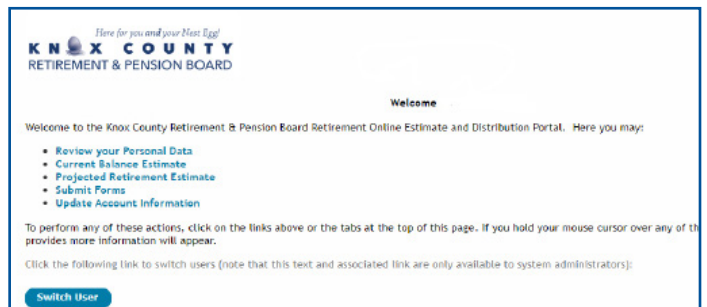 Here for you and your Nest Egg!
KNOX COUNTY
RETIREMENT & PENSION BOARD
Welcome
Welcome to the Knox County Retirement & Pension Board Retirement Online Estimate and Distribution Portal. Here you may:
• Review your Personal Data
• Current Balance Estimate
• Projected Retirement Estimate
• Submit Forms
• Update Account Information
To perform any of these actions, click on the links above or the tabs at the top of this page. If you hold your mouse cursor over any of
provides more information will appear.
Click the following link to switch users (note that this text and associated link are only available to system administrators):
Switch User